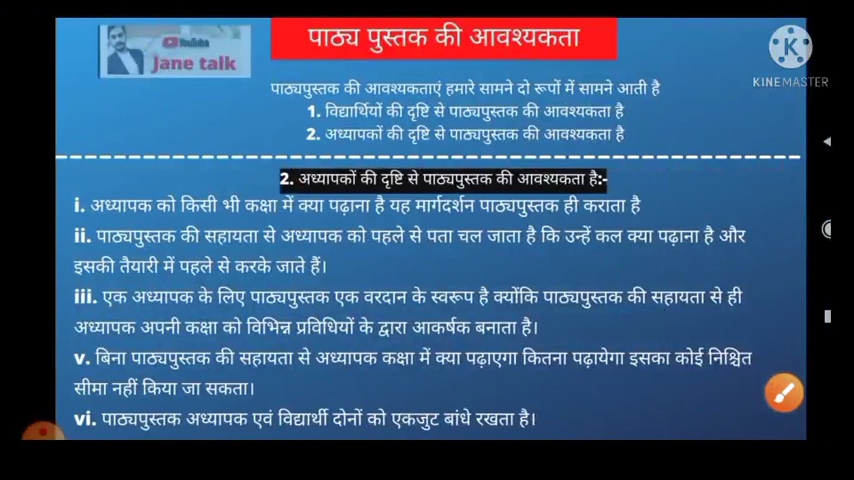 YouTube
Jane talk
पाठ्य पुस्तक की आवश्यकता
K
KINEMASTER
पाठ्यपुस्तक की आवश्यकताएं हमारे सामने दो रूपों में सामने आती है
1. विद्यार्थियों की दृष्टि से पाठ्यपुस्तक की आवश्यकता है
2. अध्यापकों की दृष्टि से पाठ्यपुस्तक की आवश्यकता है
2. अध्यापकों की दृष्टि से पाठ्यपुस्तक की आवश्यकता है:-
i. अध्यापक को किसी भी कक्षा में क्या पढ़ाना है यह मार्गदर्शन पाठ्यपुस्तक ही कराता है
ii. पाठ्यपुस्तक की सहायता से अध्यापक को पहले से पता चल जाता है कि उन्हें कल क्या पढ़ाना है और
इसकी तैयारी में पहले से करके जाते हैं।
iii. एक अध्यापक के लिए पाठ्यपुस्तक एक वरदान के स्वरूप है क्योंकि पाठ्यपुस्तक की सहायता से ही
अध्यापक अपनी कक्षा को विभिन्न प्रविधियों के द्वारा आकर्षक बनाता है।
v. बिना पाठ्यपुस्तक की सहायता से अध्यापक कक्षा में क्या पढ़ाएगा कितना पढ़ायेगा इसका कोई निश्चित
सीमा नहीं किया जा सकता।
vi. पाठ्यपुस्तक अध्यापक एवं विद्यार्थी दोनों को एकजुट बांधे रखता है।